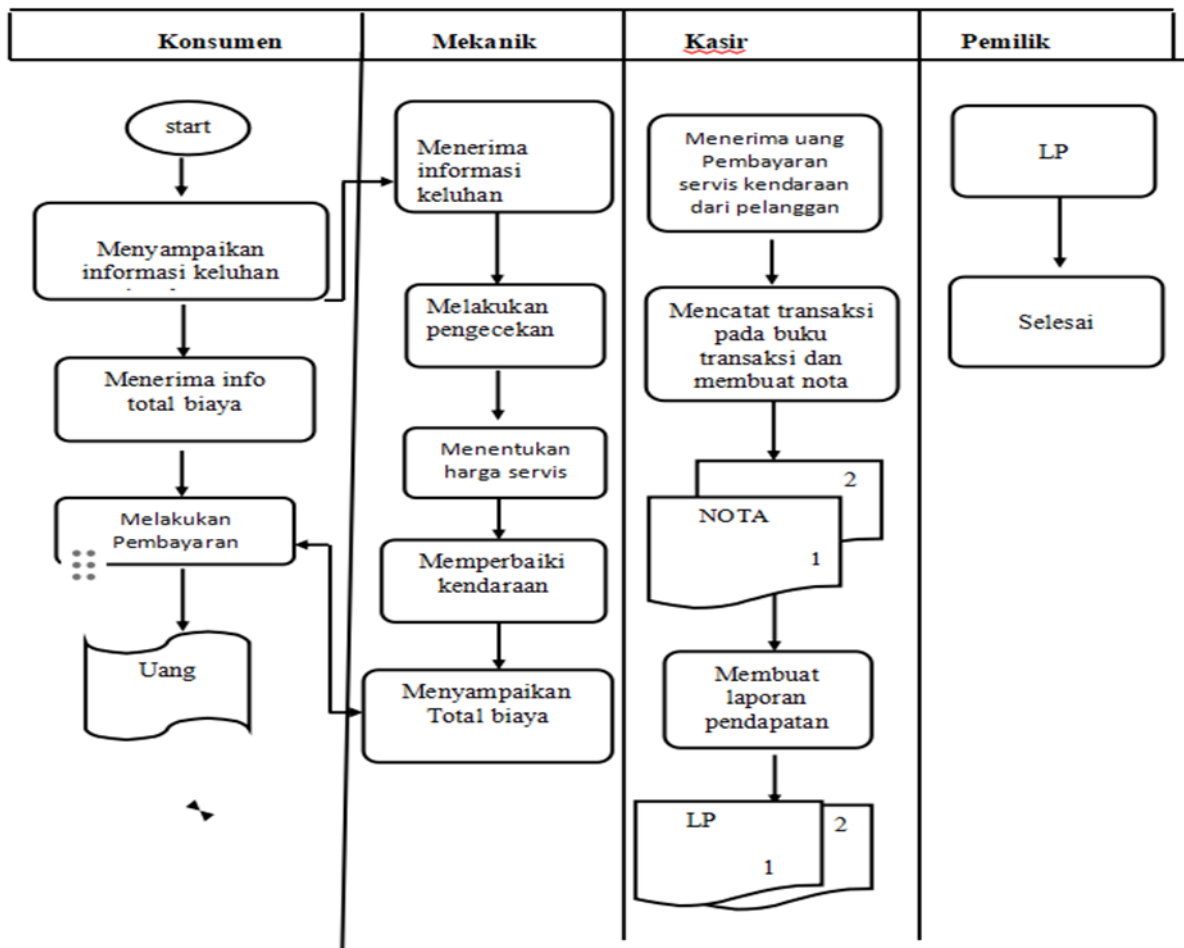 Konsumen
Mekanik
Kasir
Pemilik
start
Menyampaikan
informasi keluhan
Menerima info
total biaya
Melakukan
Pembayaran
Uang
Menerima
informasi
keluhan
Melakukan
pengecekan
Menentukan
harga servis
Memperbaiki
kendaraan
Menyampaikan
Total biaya
Menerima uang
Pembayaran
servis kendaraan
dari pelanggan
Mencatat transaksi
pada buku
transaksi dan
membuat nota
2
NOTA
1
Membuat
laporan
pendapatan
LP
2
1
LP
Selesai